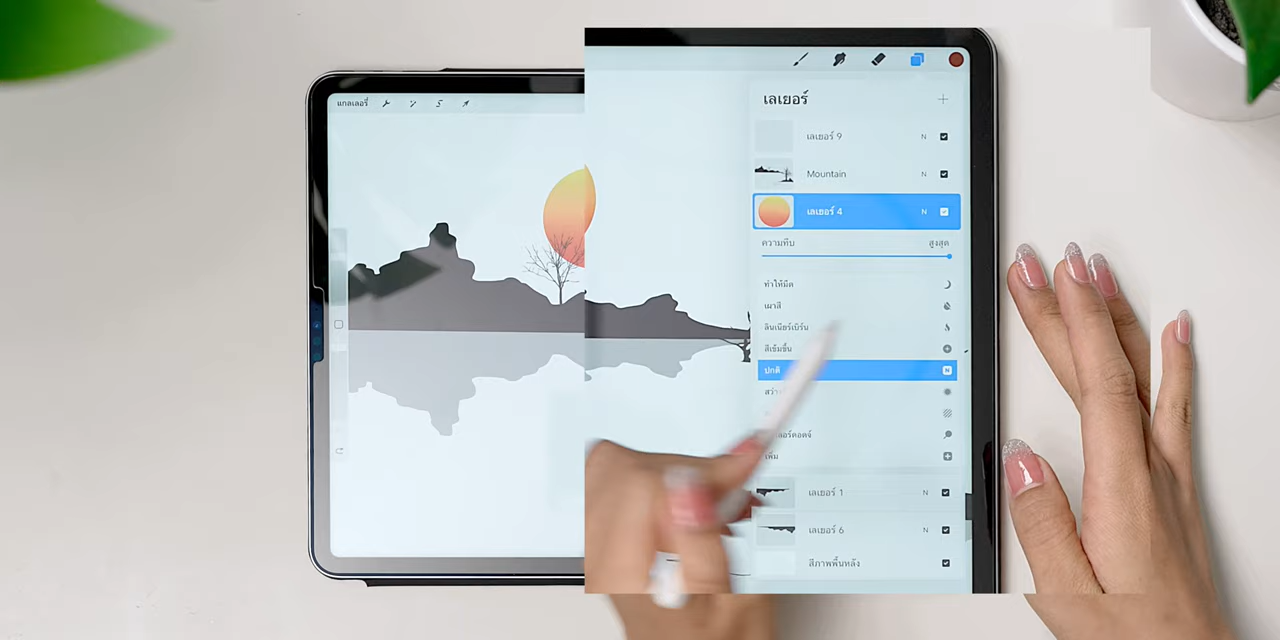 แกลเลอรี่
เลเยอร์
เลเยอร์ 9 N
Mountain N
เลเยอร์ 4 N
ความทึบ สูงสุด
ทำให้มืด
เผาสี
ลินเนียร์เบิร์น
สีเข้มขึ้น
ปกติ N
เพิ่ม
เลเยอร์ 1 N
เลเยอร์ 6 N
สีภาพพื้นหลัง